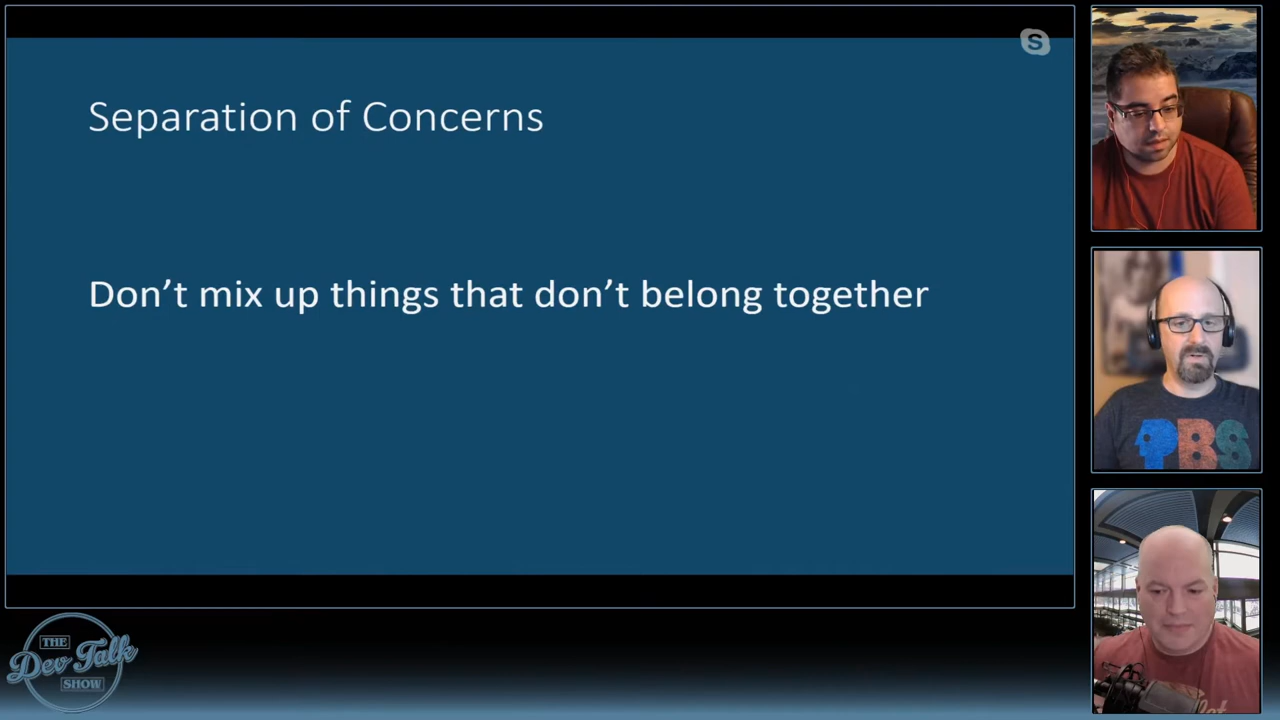 Separation of Concerns
Don't mix up things that don't belong together
S
PBS
THE
Dev Talk
SHOW